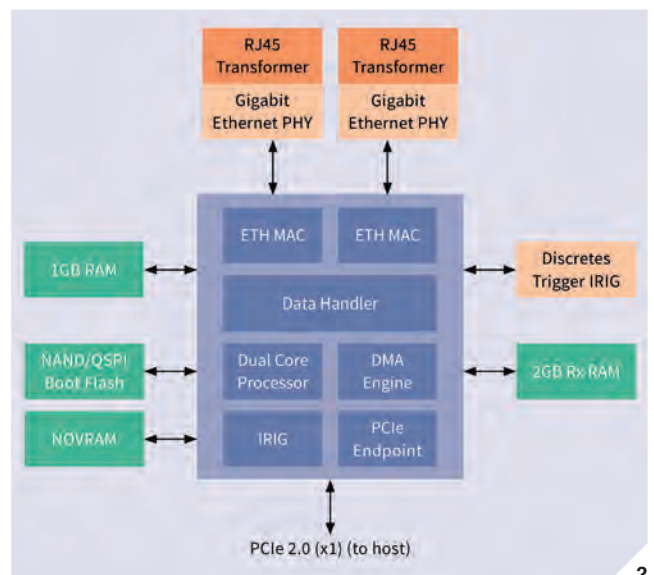 RJ45
Transformer
RJ45
Transformer
Gigabit
Ethernet PHY
Gigabit
Ethernet PHY
ETH MAC
ETH MAC
1GB RAM
Discretes
Trigger IRIG
Data Handler
NAND/QSPI
Boot Flash
Dual Core
Processor
DMA
Engine
2GB Rx RAM
NOVRAM
IRIG
PCIe
Endpoint
PCIe 2.0 (x1) (to host)
2